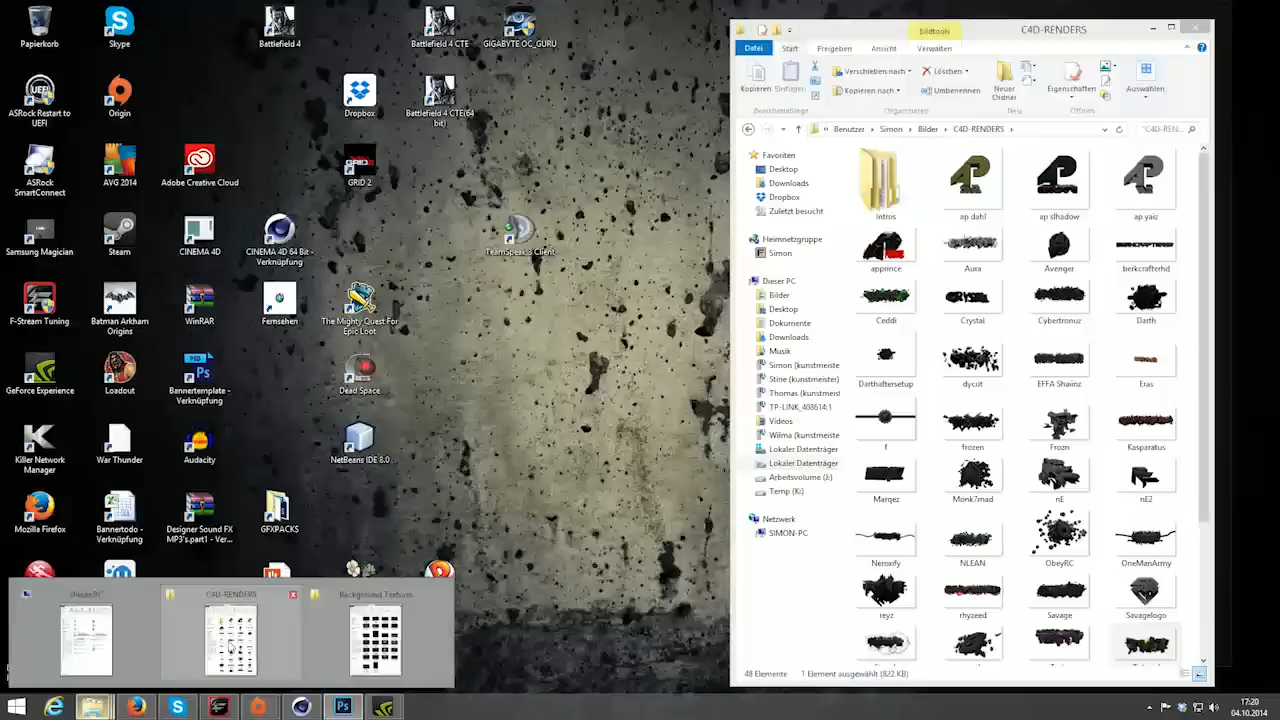 Papierkorb
Skype
Battlefield 4
Battlefield 4 CTE
GIGABYTE OC_GURU
ASRock Restart to UEFI
Origin
Dropbox
Battlefield 4 CTE(64 bit)
ASRock SmartConnect
AVG 2014
Adobe Creative Cloud
GRID 2
Samsung Magician
Steam
CINEMA 4D
CINEMA 4D 64 Bit - Verknüpfung
TeamSpeak 3 Client
F-Stream Tuning
Batman Arkham Origins
WinRAR
Fernsehen
The Mighty Quest For Epic Loot
GeForce Experience
Loadout
Bannertemplate - Verknüpfung
Dead Space
Killer Network Manager
War Thunder
Audacity
NetBeans IDE 8.0
Mozilla Firefox
Bannertodo - Verknüpfung
Designer Sound FX MP3's.part1 - Ver...
GFXPACKS
Dieser PC
C4D-RENDERS
Background Texturen
Bildtools
C4D-RENDERS
Datei
Start
Freigeben
Ansicht
Verwalten
Kopieren
Einfügen
Verschieben nach
Kopieren nach
Löschen
Umbenennen
Neuer Ordner
Eigenschaften
Auswählen
Zwischenablage
Organisieren
Neu
Öffnen
« Benutzer
Simon
Bilder
C4D-RENDERS
"C4D-REN...
Favoriten
Desktop
Downloads
Dropbox
Zuletzt besucht
Heimnetzgruppe
Simon
Dieser PC
Bilder
Desktop
Dokumente
Downloads
Musik
Simon (kunstmeiste
Stine (kunstmeister)
Thomas (kunstmeist
TP-LINK_408614:1
Videos
Wilma (kunstmeiste
Lokaler Datenträger
Lokaler Datenträger
Arbeitsvolume (J:)
Temp (K:)
Netzwerk
SIMON-PC
Intros
ap dahl
ap slhadow
ap yaiz
apprince
Aura
Avenger
berkcrafterhd
Ceddi
Crystal
Cybertronuz
Darth
Darthaftersetup
dycut
EFFA Shainz
Eras
f
frozen
Frozn
Kasparatus
Marqez
Monk7mad
nE
nE2
Neroxify
NLEAN
ObeyRC
OneManArmy
reyz
rhyzeed
Savage
Savagelogo
48 Elemente
1 Element ausgewählt (822 KB)
17:20
04.10.2014